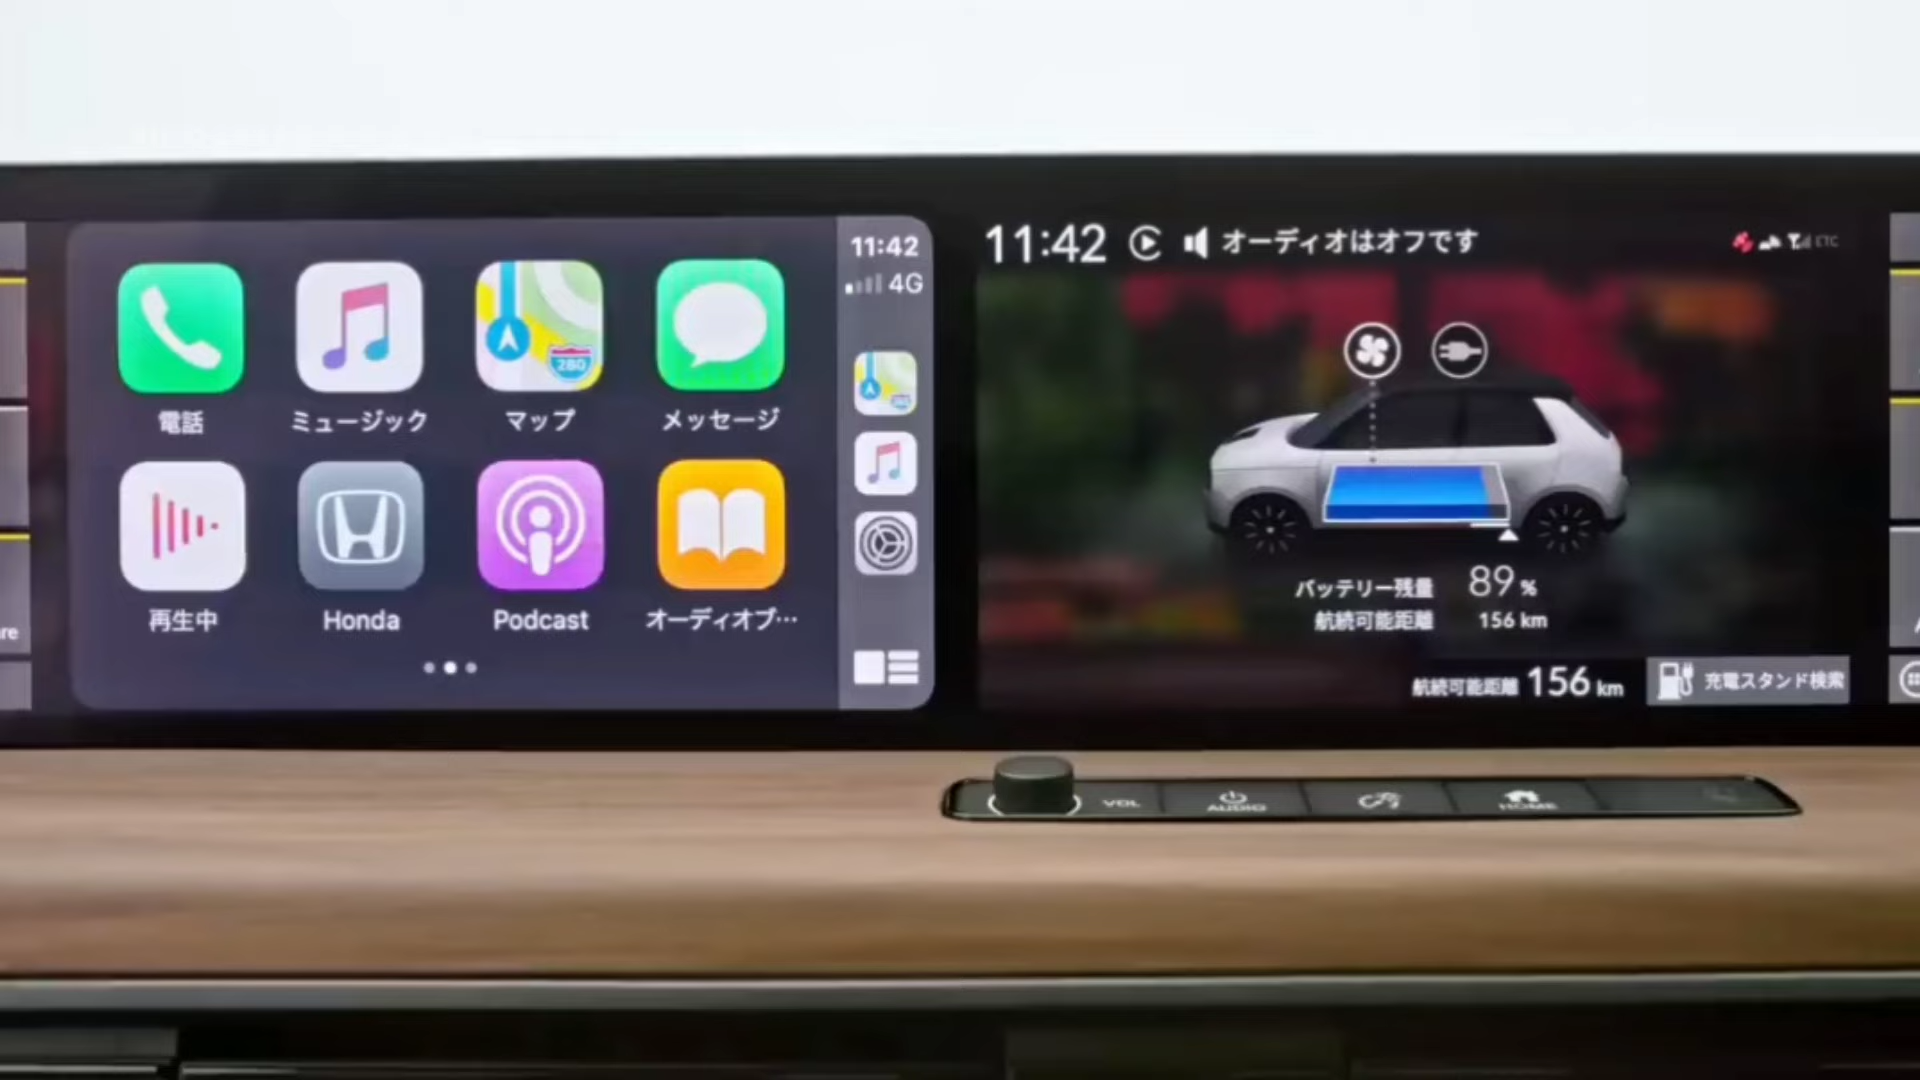 11:42
4G
280
電話
ミュージック
マップ
メッセージ
再生中
Honda
Podcast
オーディオブ…
re
11:42
オーディオはオフです
ETC
バッテリー残量 89 %
航続可能距離 156 km
航続可能距離 156 km
充電スタンド検索
VOL
AUDIO
HOME